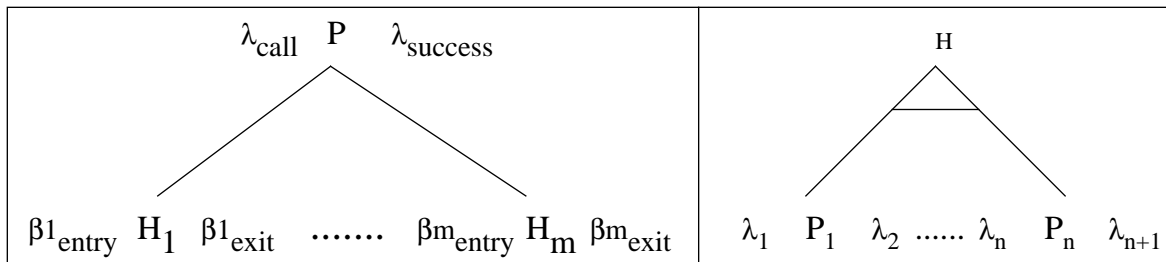 λcall P λsuccess
β1entry H1 β1exit ....... βmentry Hm βmexit
H
λ1 P1 λ2 ...... λn Pn λn+1